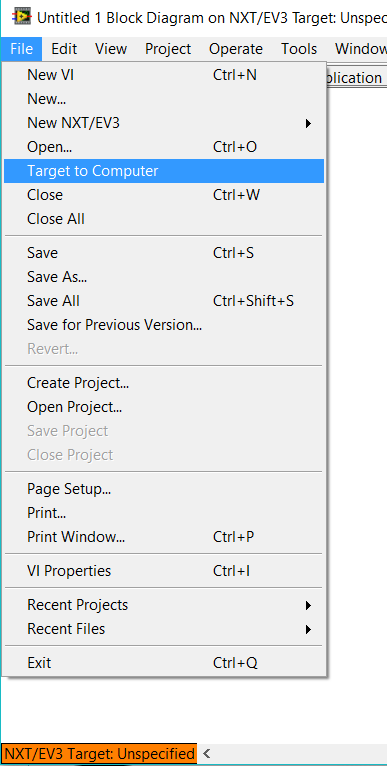 Untitled 1 Block Diagram on NXT/EV3 Target: Unspec
File Edit View Project Operate Tools Window
plication
New VI Ctrl+N
New...
New NXT/EV3
Open... Ctrl+O
Target to Computer
Close Ctrl+W
Close All
Save Ctrl+S
Save As...
Save All Ctrl+Shift+S
Save for Previous Version...
Revert...
Create Project...
Open Project...
Save Project
Close Project
Page Setup...
Print...
Print Window... Ctrl+P
VI Properties Ctrl+I
Recent Projects
Recent Files
Exit Ctrl+Q
NXT/EV3 Target: Unspecified